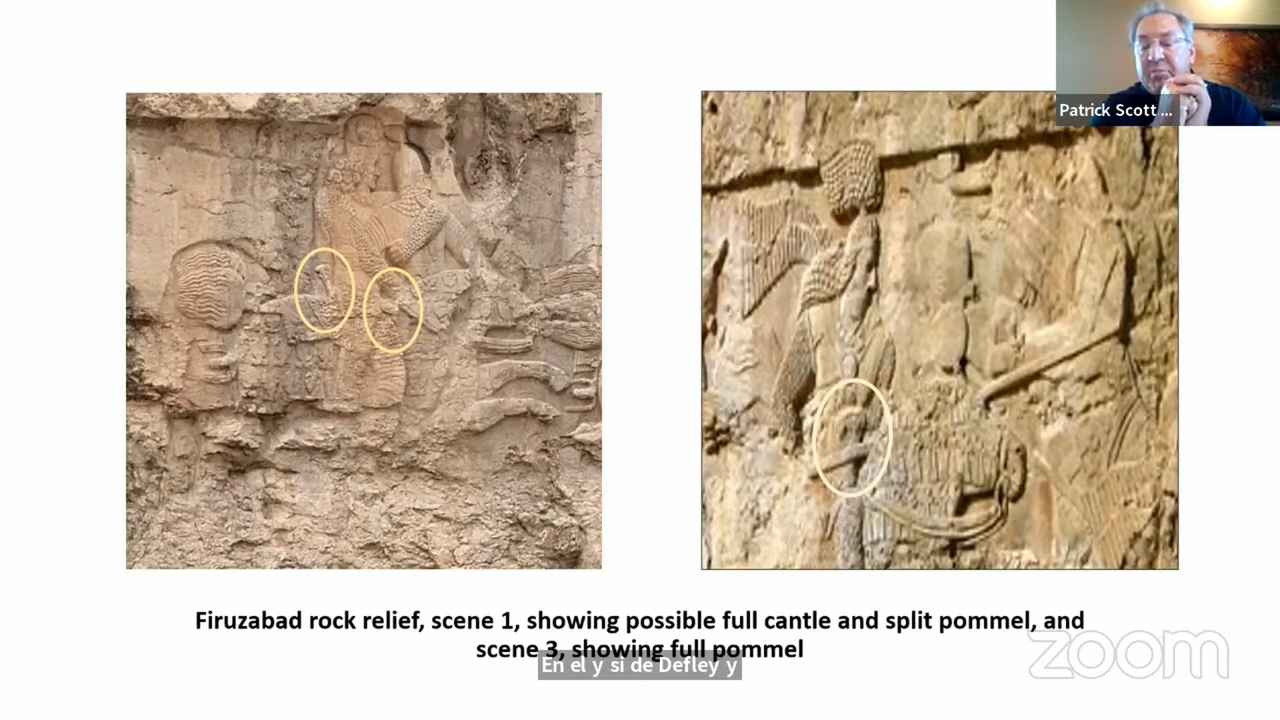 Patrick Scott ...
Firuzabad rock relief, scene 1, showing possible full cantle and split pommel, and
scene 3, showing full pommel
En el y si de Defley y
zoom